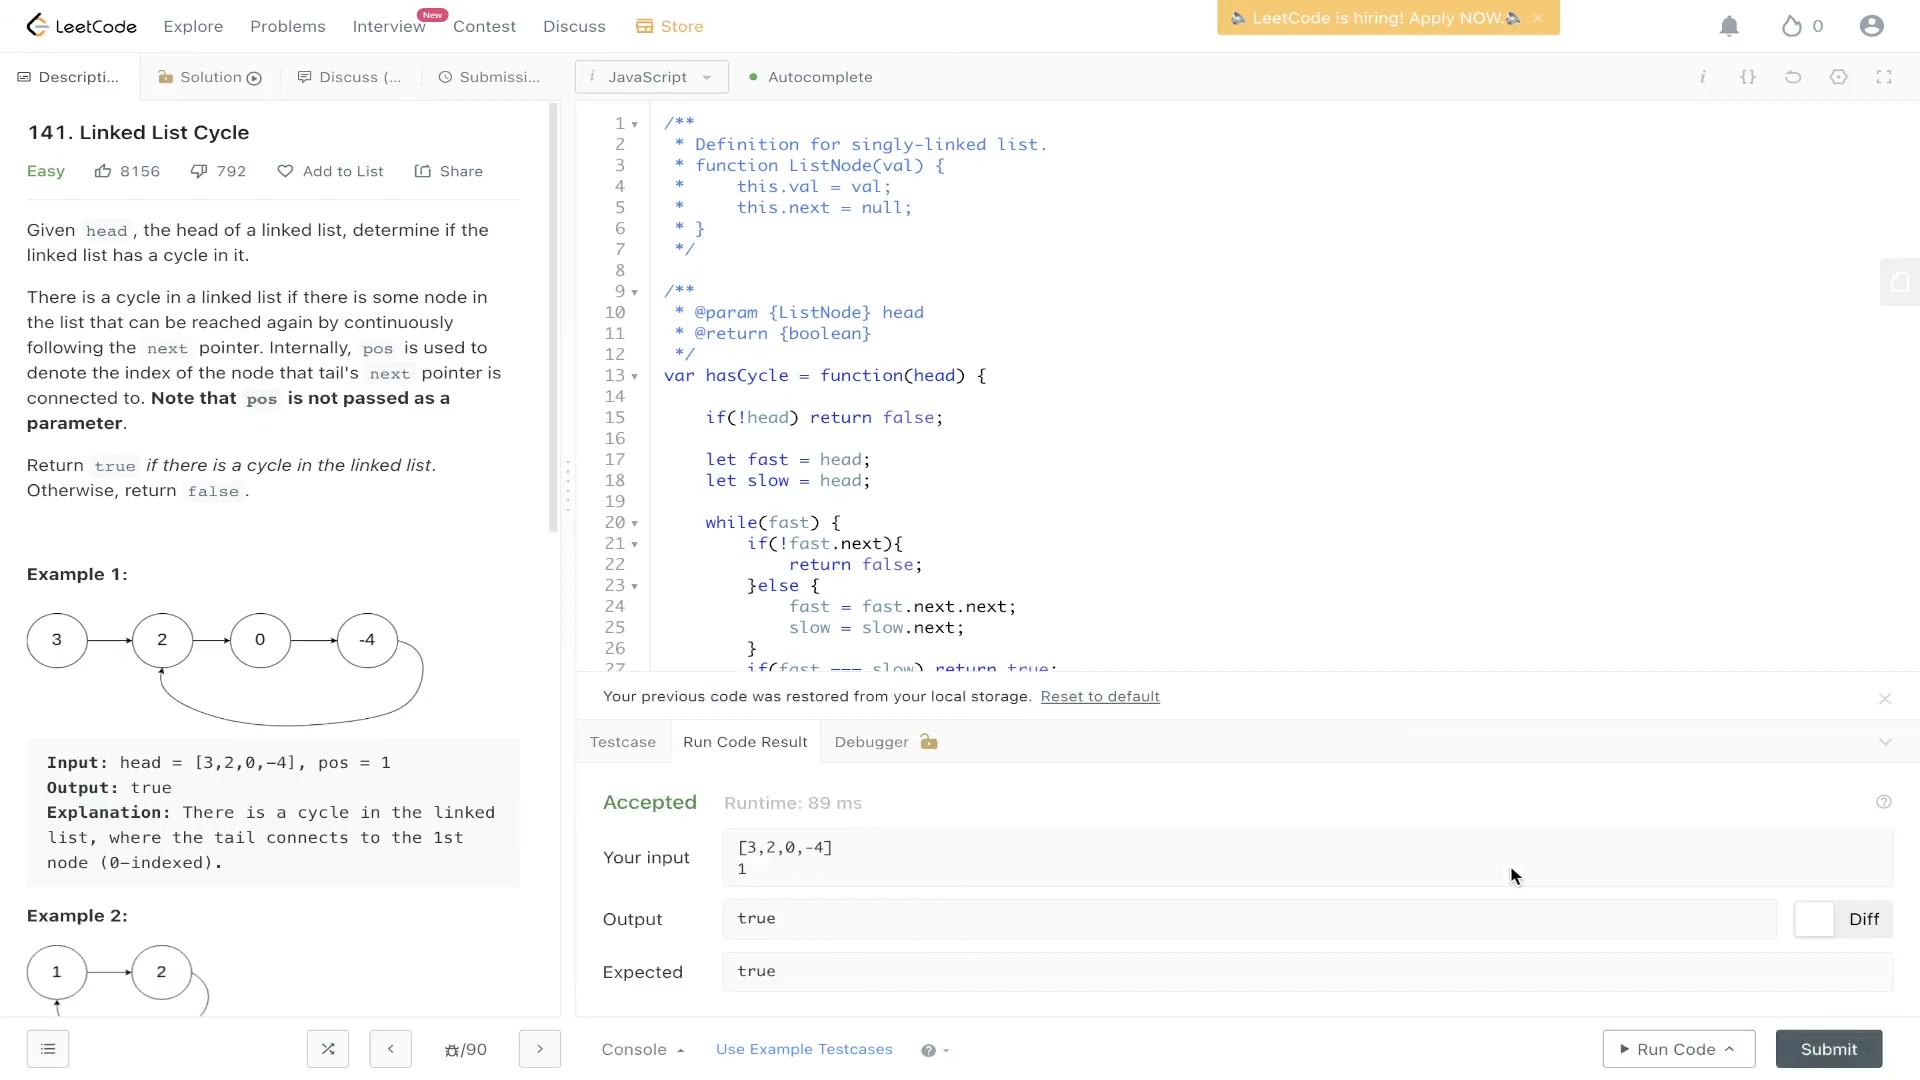 LeetCode
Explore
Problems
Interview
New
Contest
Discuss
Store
LeetCode is hiring! Apply NOW.
0
Descripti...
Solution
Discuss (...
Submissi...
i
JavaScript
Autocomplete
i
{}
141. Linked List Cycle
Easy
8156
792
Add to List
Share
Given head, the head of a linked list, determine if the
linked list has a cycle in it.
There is a cycle in a linked list if there is some node in
the list that can be reached again by continuously
following the next pointer. Internally, pos is used to
denote the index of the node that tail's next pointer is
connected to. Note that pos is not passed as a
parameter.
Return true if there is a cycle in the linked list.
Otherwise, return false.
Example 1:
3
2
0
-4
Input: head = [3,2,0,-4], pos = 1
Output: true
Explanation: There is a cycle in the linked
list, where the tail connects to the 1st
node (0-indexed).
Example 2:
1
2
1 /**
2  * Definition for singly-linked list.
3  * function ListNode(val) {
4  *     this.val = val;
5  *     this.next = null;
6  * }
7  */
8
9 /**
10  * @param {ListNode} head
11  * @return {boolean}
12  */
13 var hasCycle = function(head) {
14
15     if(!head) return false;
16
17     let fast = head;
18     let slow = head;
19
20     while(fast) {
21         if(!fast.next){
22             return false;
23         }else {
24             fast = fast.next.next;
25             slow = slow.next;
26         }
27         if(fast === slow) return true;
Your previous code was restored from your local storage. Reset to default
Testcase
Run Code Result
Debugger
Accepted
Runtime: 89 ms
Your input
[3,2,0,-4]
1
Output
true
Diff
Expected
true
/90
Console
Use Example Testcases
Run Code
Submit